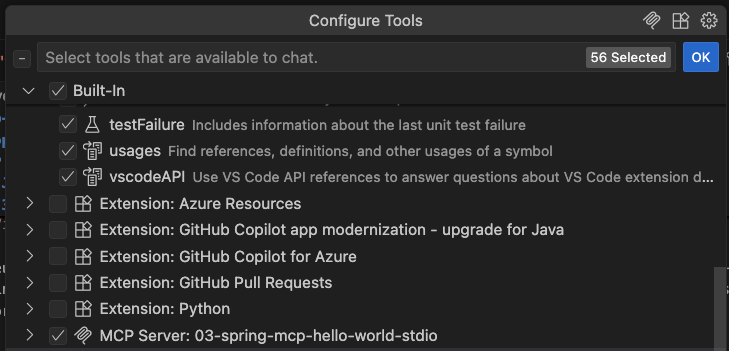 Configure Tools
Select tools that are available to chat.
56 Selected
OK
Built-In
testFailure Includes information about the last unit test failure
usages Find references, definitions, and other usages of a symbol
vscodeAPI Use VS Code API references to answer questions about VS Code extension d...
Extension: Azure Resources
Extension: GitHub Copilot app modernization - upgrade for Java
Extension: GitHub Copilot for Azure
Extension: GitHub Pull Requests
Extension: Python
MCP Server: 03-spring-mcp-hello-world-stdio